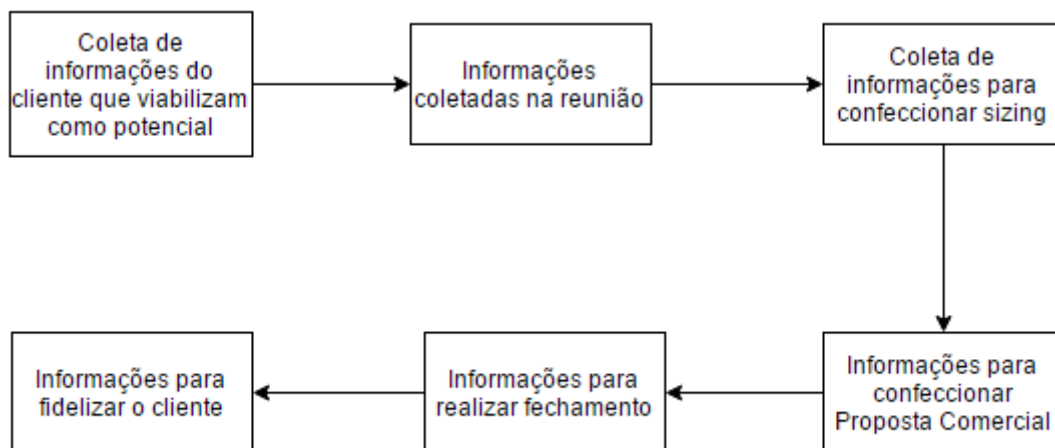 Coleta de
informações do
cliente que viabilizam
como potencial
Informações
coletadas na reunião
Coleta de
informações para
confeccionar sizing
Informações para
confeccionar
Proposta Comercial
Informações para
realizar fechamento
Informações para
fidelizar o cliente